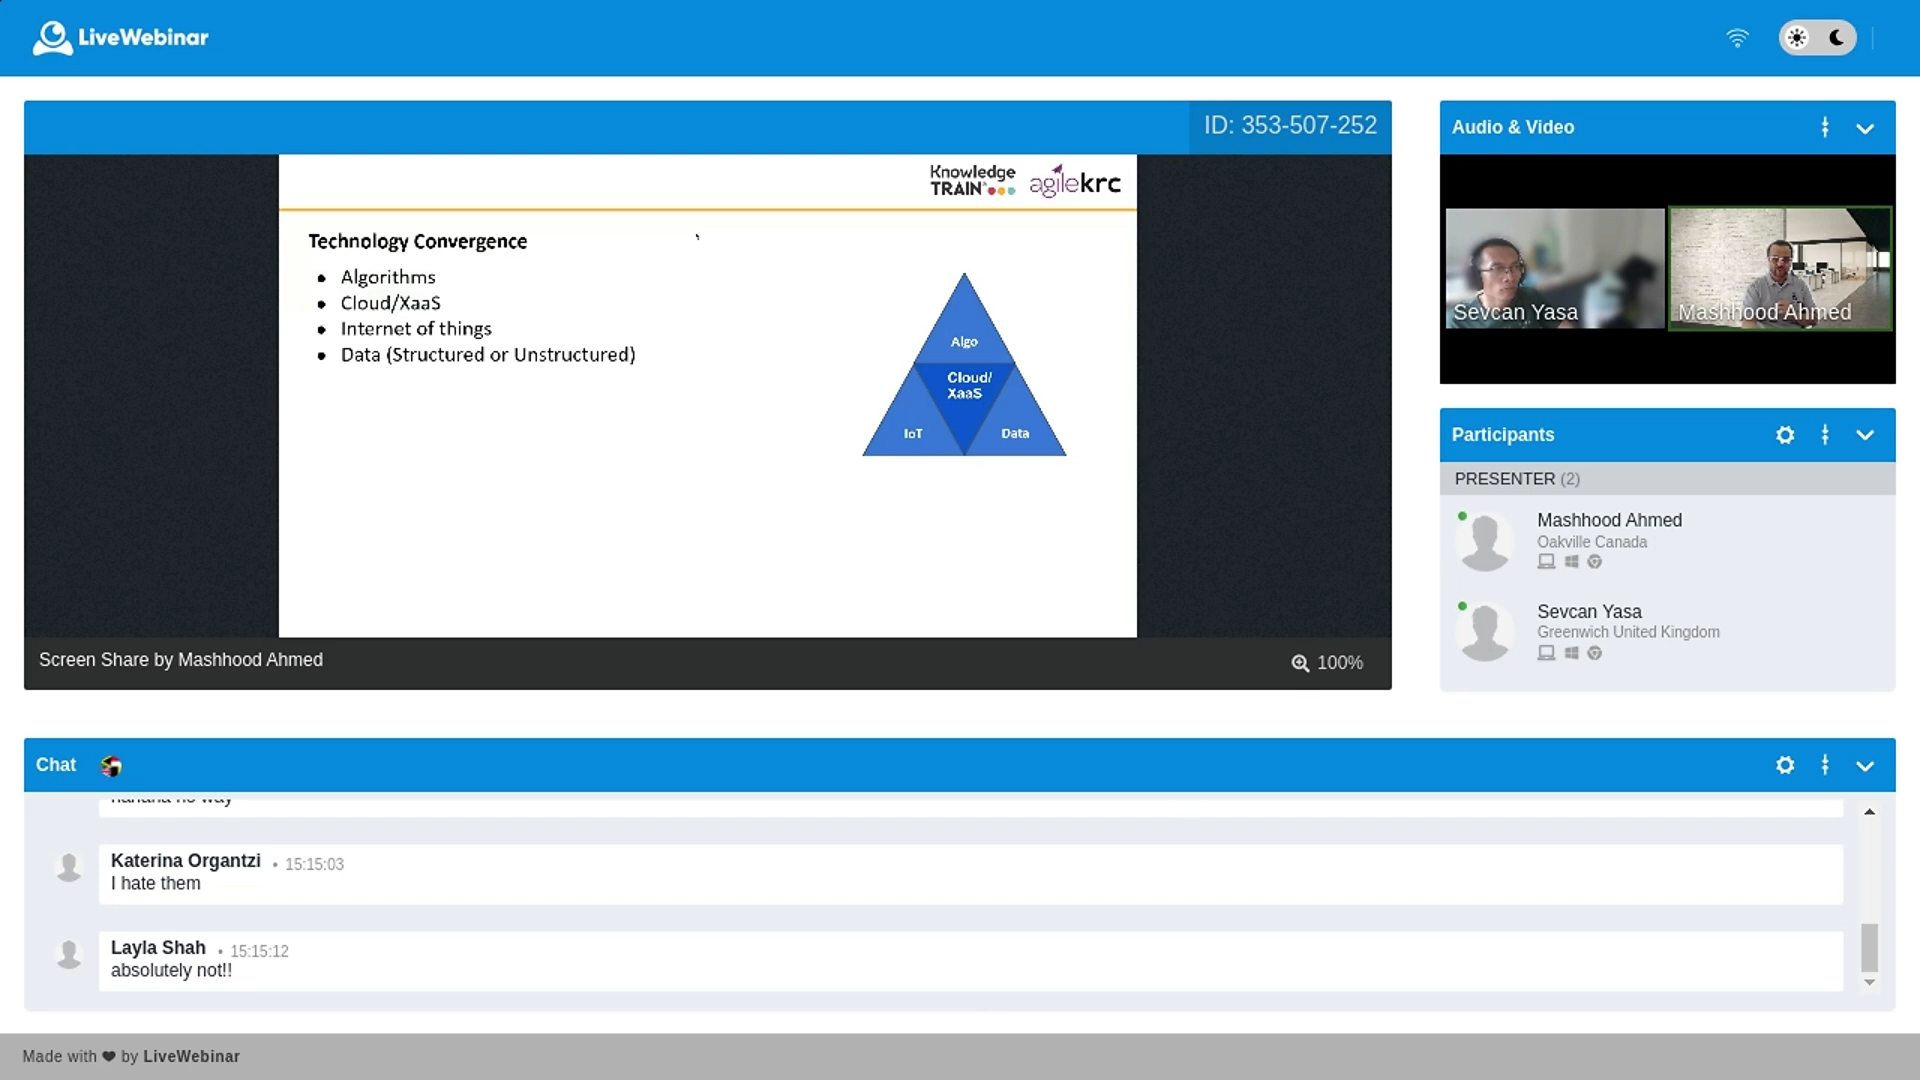 LiveWebinar
ID: 353-507-252
Knowledge
TRAIN
agilekrc
Technology Convergence
• Algorithms
• Cloud/XaaS
• Internet of things
• Data (Structured or Unstructured)
Algo
Cloud/
XaaS
IoT
Data
Screen Share by Mashhood Ahmed
100%
Audio & Video
Sevcan Yasa
Mashhood Ahmed
Participants
PRESENTER (2)
Mashhood Ahmed
Oakville Canada
Sevcan Yasa
Greenwich United Kingdom
Chat
no way
Katerina Organtzi • 15:15:03
I hate them
Layla Shah • 15:15:12
absolutely not!!
Made with ❤ by LiveWebinar